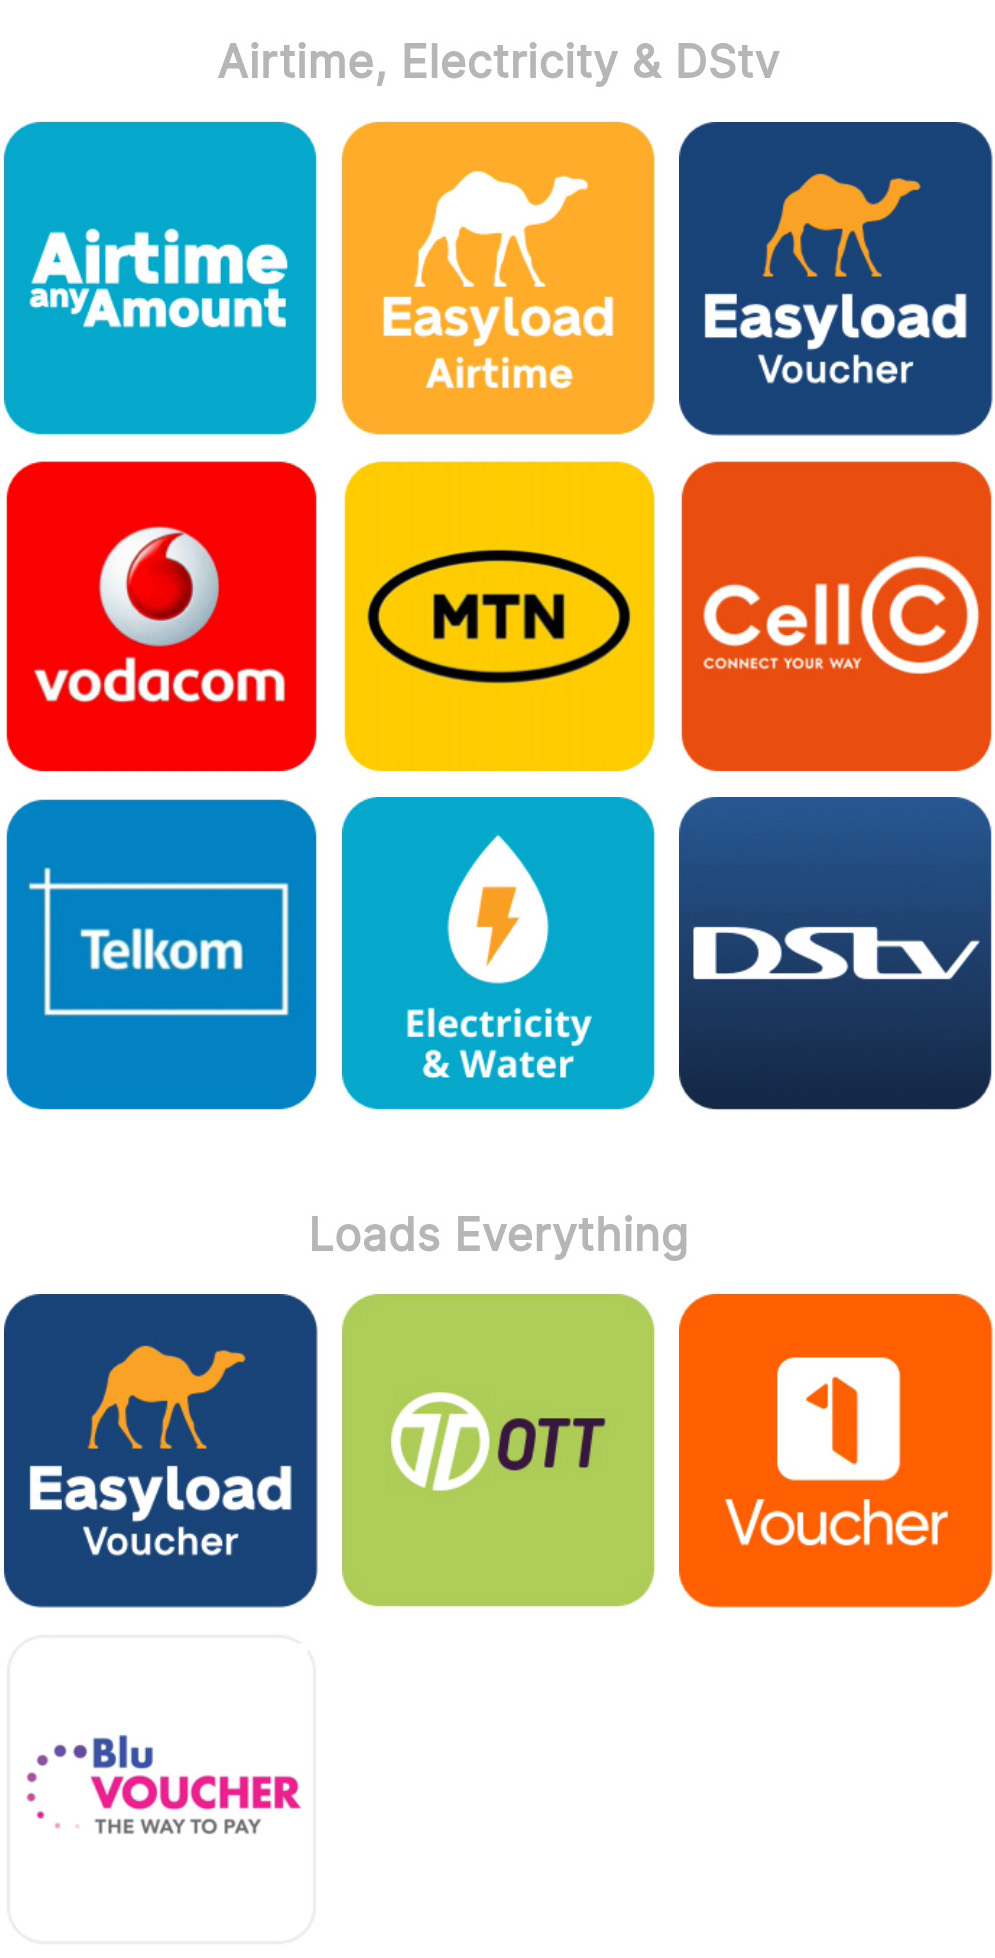 Airtime, Electricity & DStv
Airtime
anyAmount
Easyload
Airtime
Easyload
Voucher
vodacom
MTN
CellC
CONNECT YOUR WAY
Telkom
Electricity
& Water
DStv
Loads Everything
Easyload
Voucher
OTT
1
Voucher
Blu
VOUCHER
THE WAY TO PAY